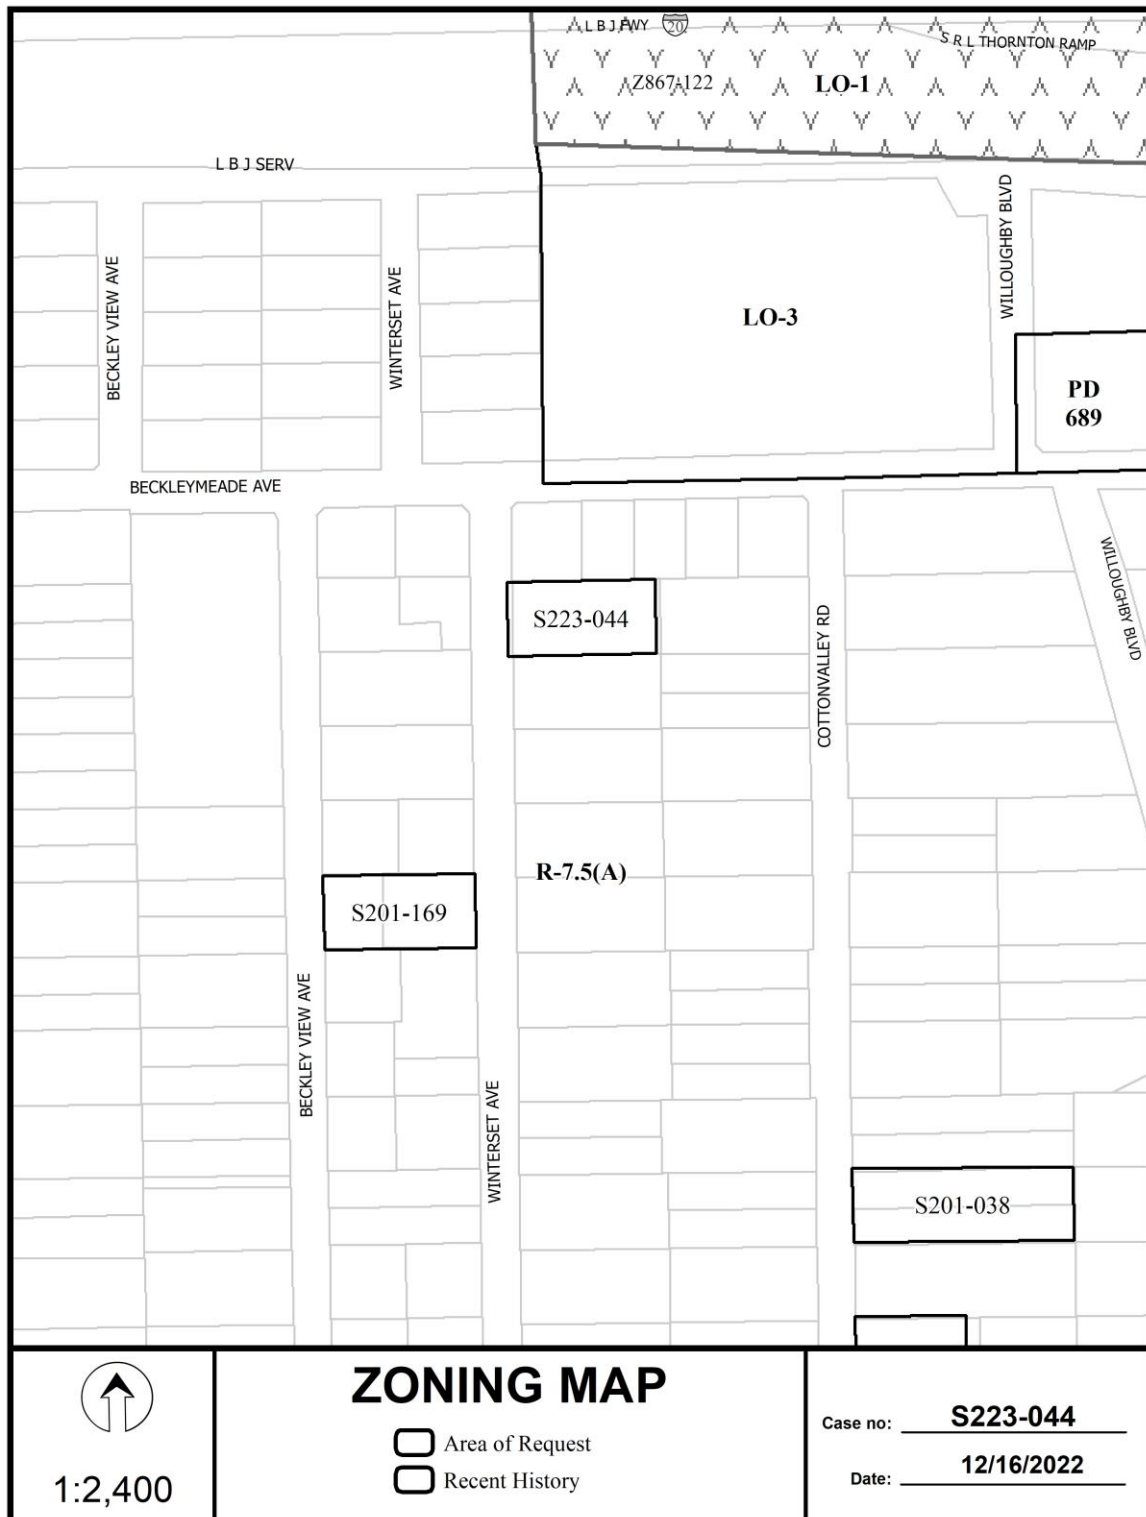 L B J FWY
20
S R L THORNTON RAMP
Z867-122
LO-1
L B J SERV
WILLOUGHBY BLVD
BECKLEY VIEW AVE
WINTERSET AVE
LO-3
PD
689
BECKLEYMEADE AVE
WILLOUGHBY BLVD
S223-044
COTTONVALLEY RD
R-7.5(A)
S201-169
BECKLEY VIEW AVE
WINTERSET AVE
S201-038
1:2,400
ZONING MAP
Area of Request
Recent History
Case no: S223-044
Date: 12/16/2022